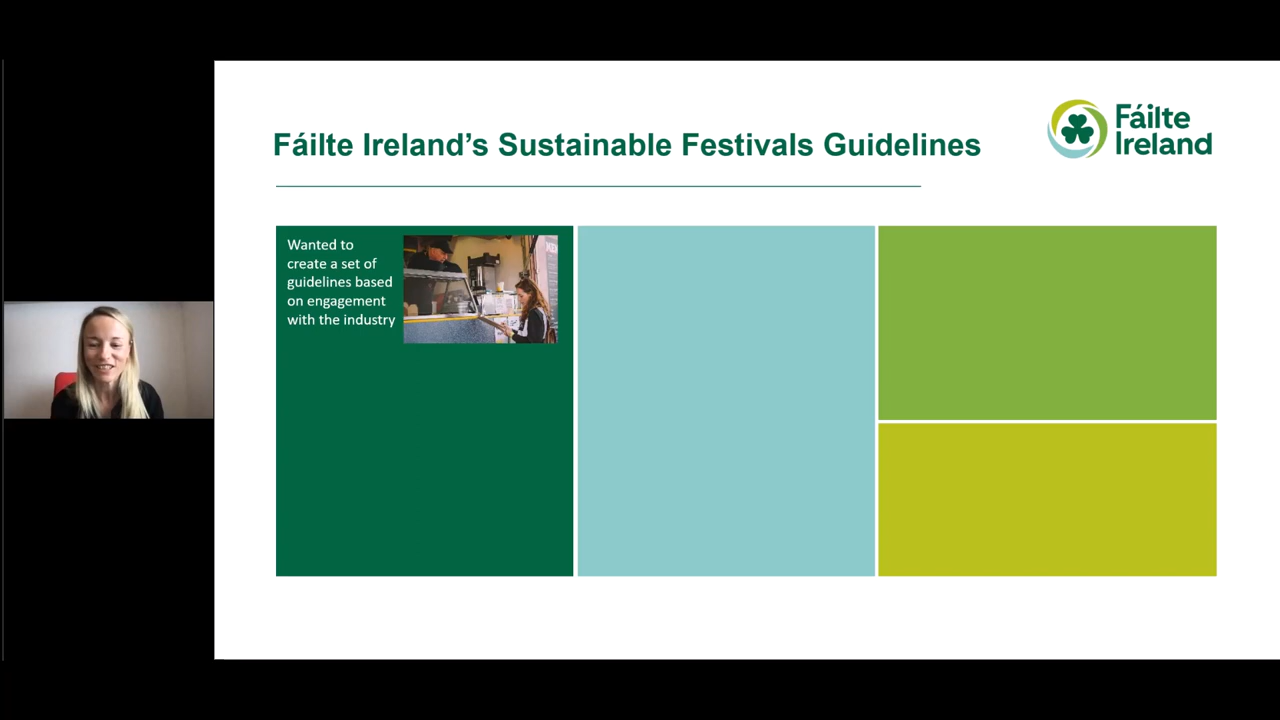 Fáilte Ireland's Sustainable Festivals Guidelines
Fáilte
Ireland
Wanted to
create a set of
guidelines based
on engagement
with the industry